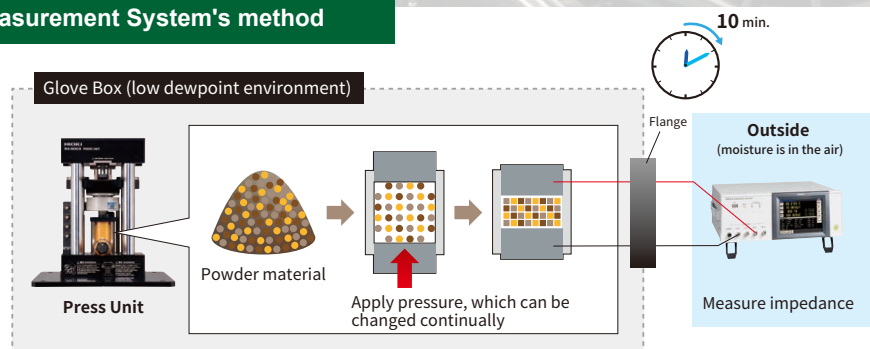 asurement System's method
10 min.
Glove Box (low dewpoint environment)
Flange
Outside
(moisture is in the air)
HIOKI
Powder material
Press Unit
Apply pressure, which can be
changed continually
Measure impedance